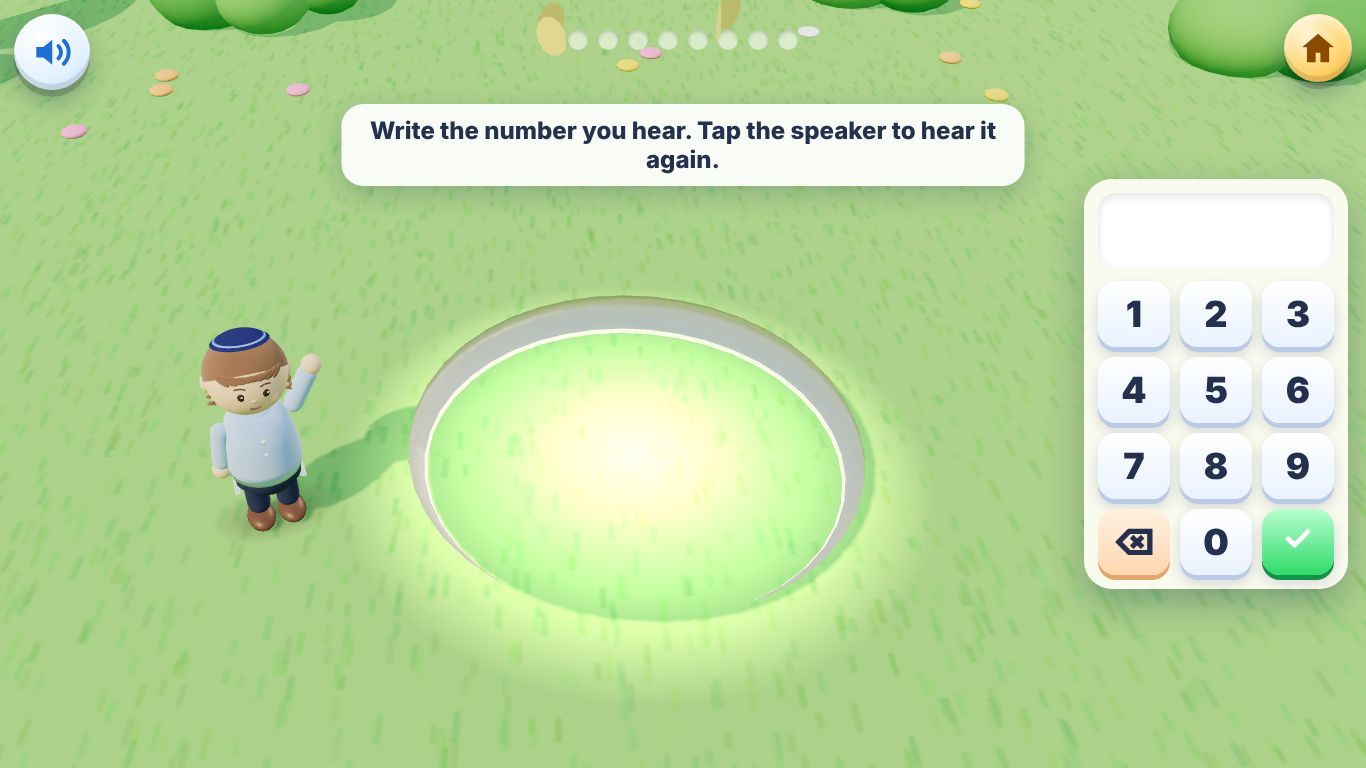 Write the number you hear. Tap the speaker to hear it
again.
1 2 3
4 5 6
7 8 9
0